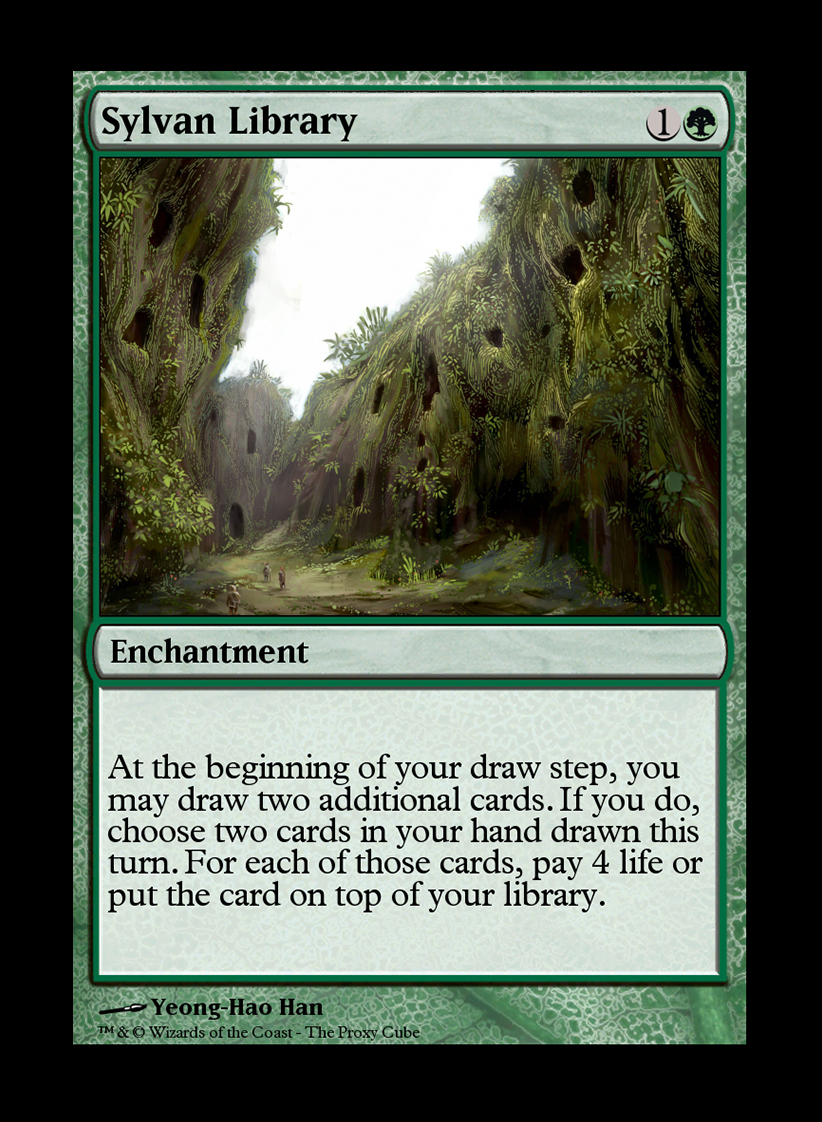 Sylvan Library 1
Enchantment
At the beginning of your draw step, you
may draw two additional cards. If you do,
choose two cards in your hand drawn this
turn. For each of those cards, pay 4 life or
put the card on top of your library.
Yeong-Hao Han
™ & © Wizards of the Coast - The Proxy Cube